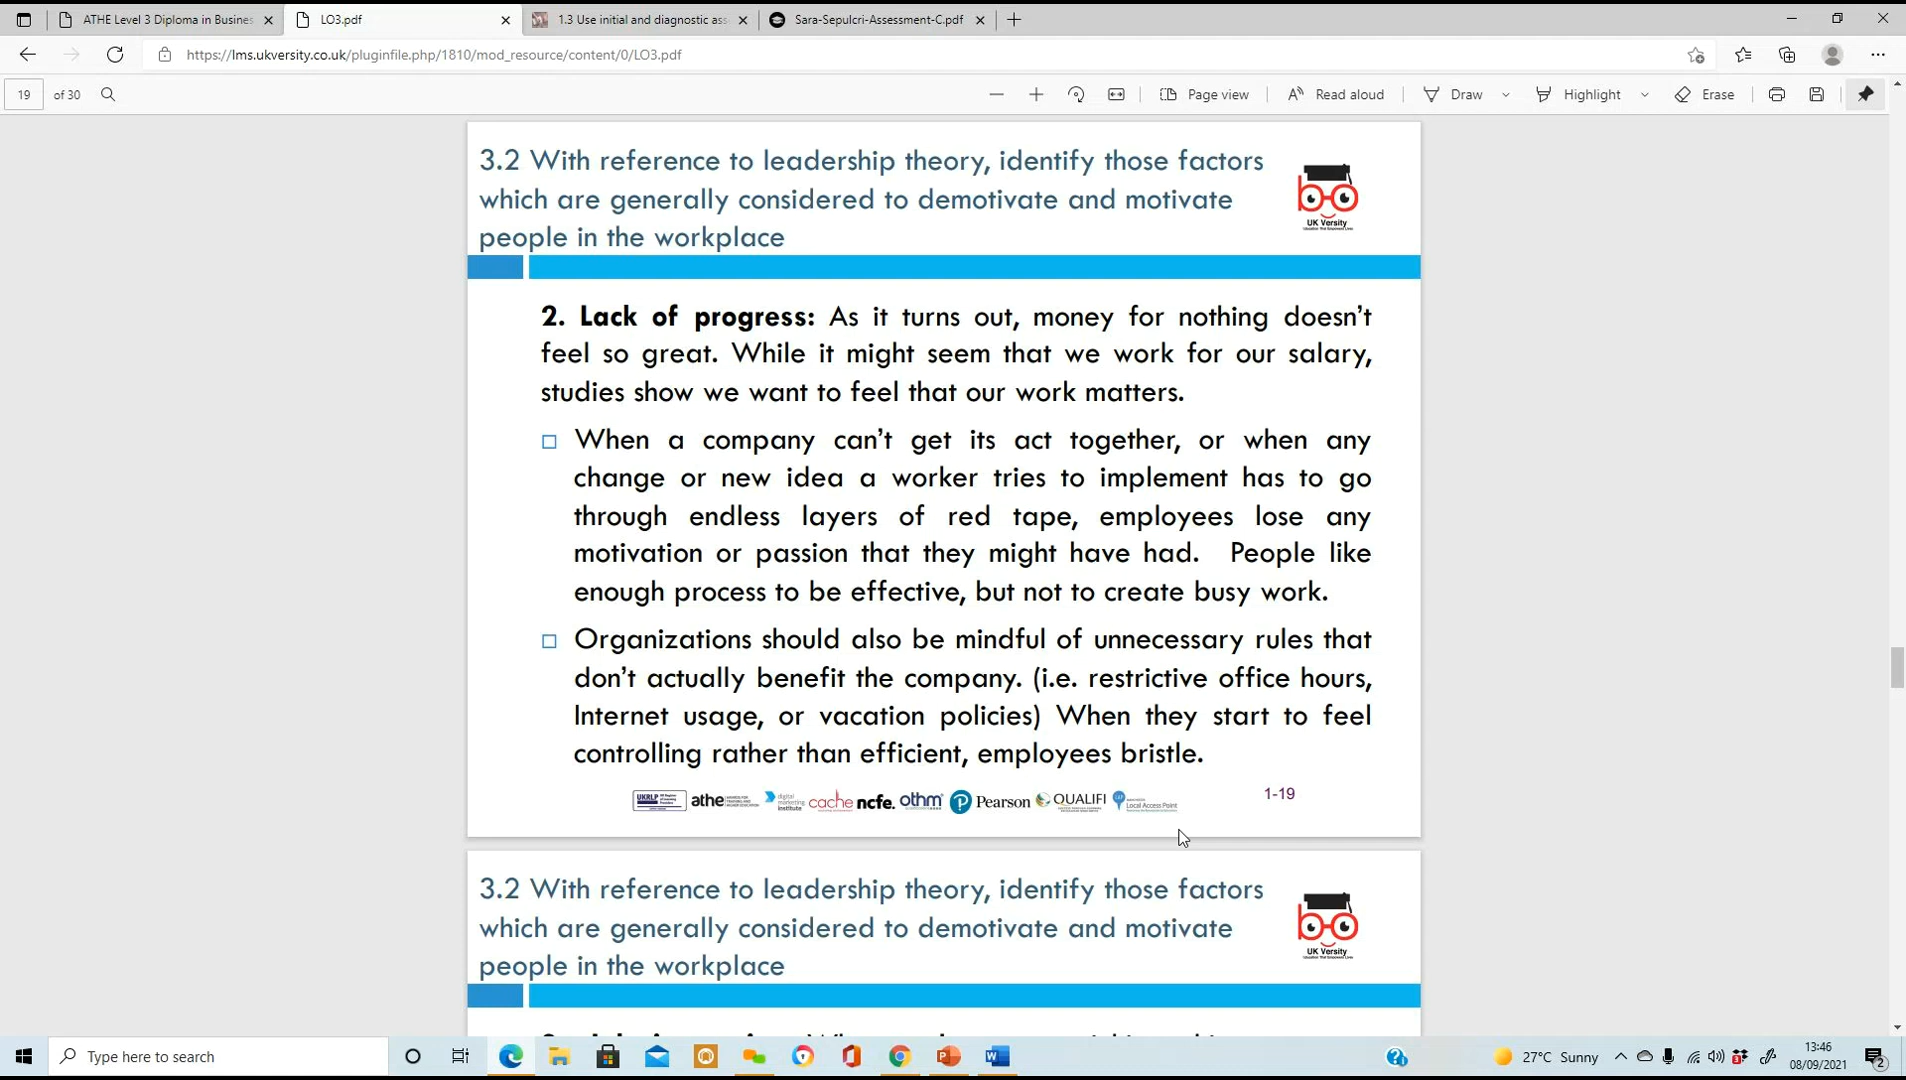 ATHE Level 3 Diploma in Busines
LO3.pdf
1.3 Use initial and diagnostic ass
Sara-Sepulcri-Assessment-C.pdf
https://lms.ukversity.co.uk/pluginfile.php/1810/mod_resource/content/0/LO3.pdf
19 of 30
Page view
Read aloud
Draw
Highlight
Erase
3.2 With reference to leadership theory, identify those factors
which are generally considered to demotivate and motivate
people in the workplace
UK Versity
2. Lack of progress: As it turns out, money for nothing doesn't
feel so great. While it might seem that we work for our salary,
studies show we want to feel that our work matters.
When a company can't get its act together, or when any
change or new idea a worker tries to implement has to go
through endless layers of red tape, employees lose any
motivation or passion that they might have had. People like
enough process to be effective, but not to create busy work.
Organizations should also be mindful of unnecessary rules that
don't actually benefit the company. (i.e. restrictive office hours,
Internet usage, or vacation policies) When they start to feel
controlling rather than efficient, employees bristle.
UKRLP athe digital marketing institute cache ncfe. othm Pearson QUALIFI Local Access Point
1-19
3.2 With reference to leadership theory, identify those factors
which are generally considered to demotivate and motivate
people in the workplace
UK Versity
Type here to search
27°C Sunny
13:46
08/09/2021
2